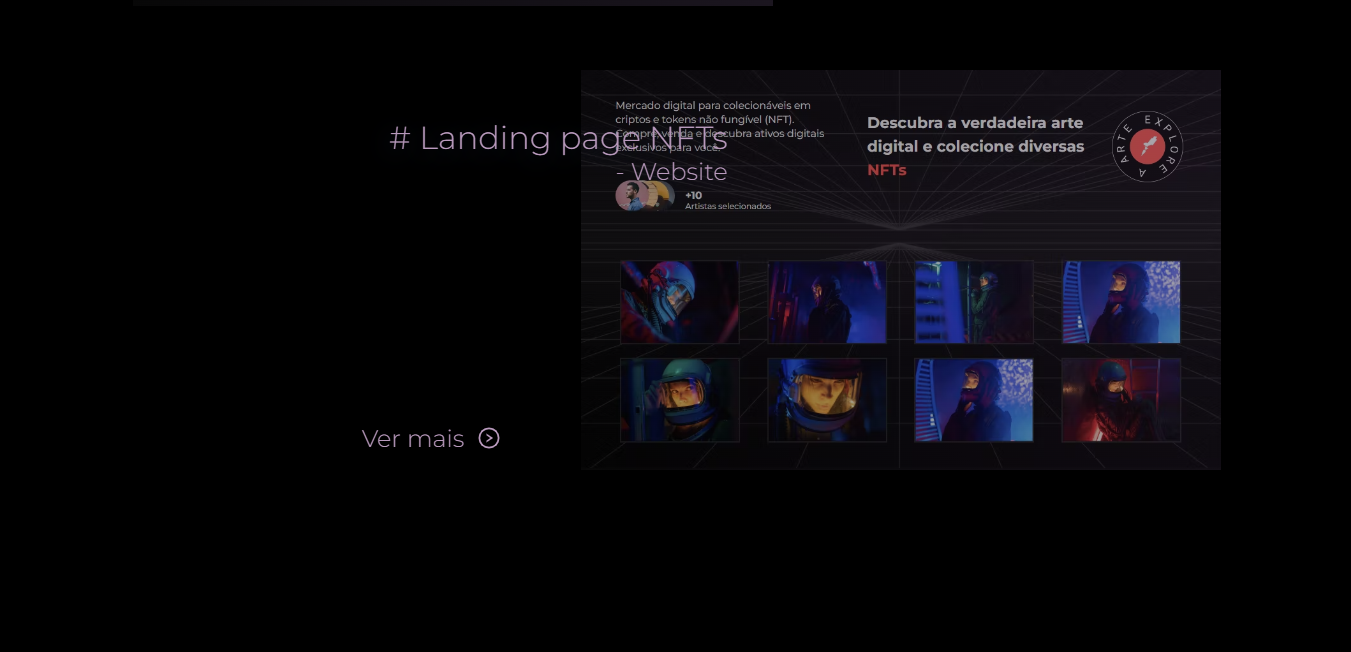 # Landing page NFTs
- Website
Mercado digital para colecionáveis em
criptos e tokens não fungível (NFT).
Compre, venda e descubra ativos digitais
exclusivos para você.
+10
Artistas selecionados
Descubra a verdadeira arte
digital e colecione diversas
NFTs
EXPLORE A ARTE
Ver mais